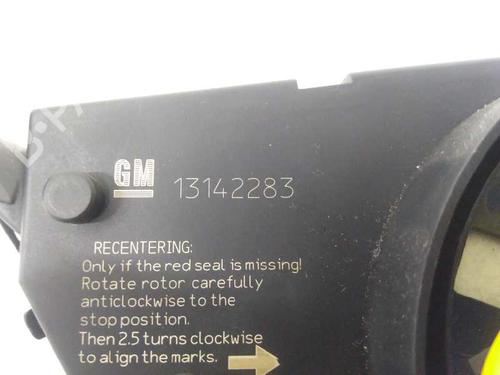 GM 13142283
RECENTERING:
Only if the red seal is missing!
Rotate rotor carefully
anticlockwise to the
stop position.
Then 2.5 turns clockwise
to align the marks.